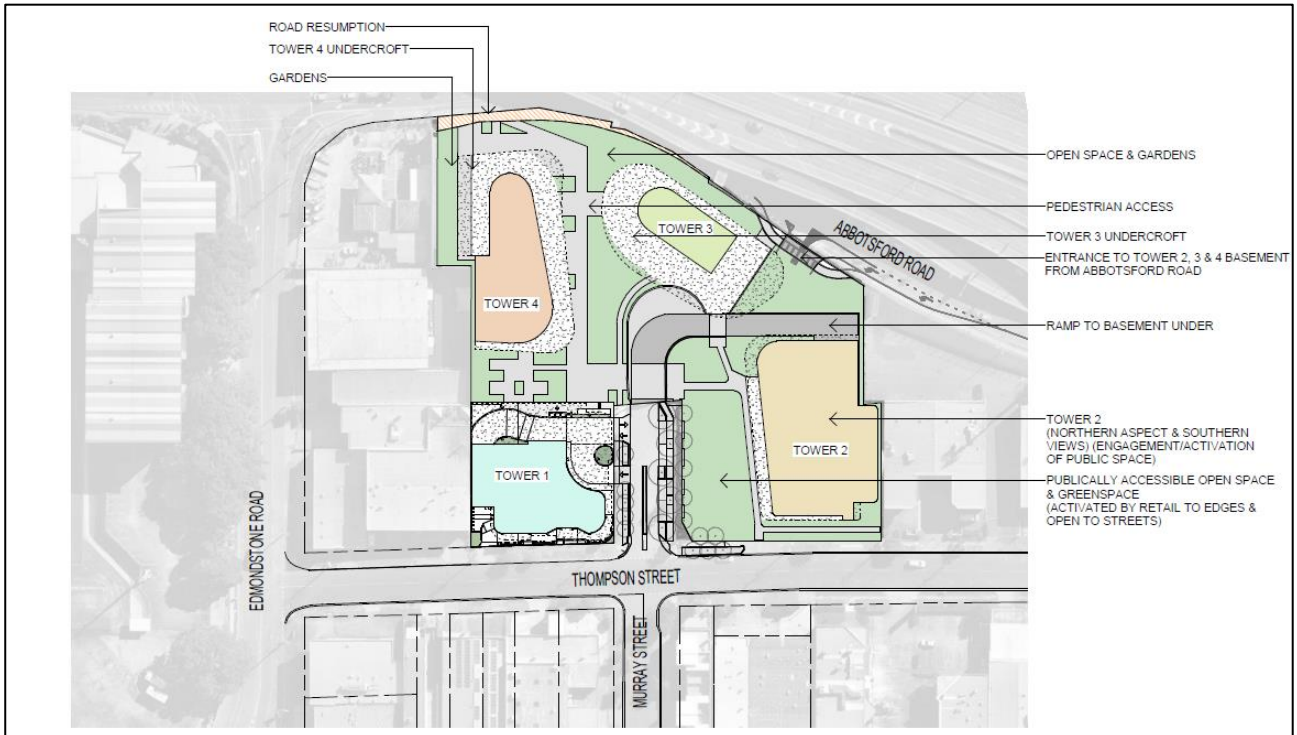 ROAD RESUMPTION
TOWER 4 UNDERCROFT
GARDENS
OPEN SPACE & GARDENS
PEDESTRIAN ACCESS
TOWER 3
ABBOTSFORD ROAD
TOWER 3 UNDERCROFT
ENTRANCE TO TOWER 2, 3 & 4 BASEMENT
FROM ABBOTSFORD ROAD
TOWER 4
RAMP TO BASEMENT UNDER
TOWER 2
(NORTHERN ASPECT & SOUTHERN
VIEWS) (ENGAGEMENT/ACTIVATION
OF PUBLIC SPACE)
TOWER 2
TOWER 1
PUBLICALLY ACCESSIBLE OPEN SPACE
& GREENSPACE
(ACTIVATED BY RETAIL TO EDGES &
OPEN TO STREETS)
EDMONDSTONE ROAD
THOMPSON STREET
MURRAY STREET